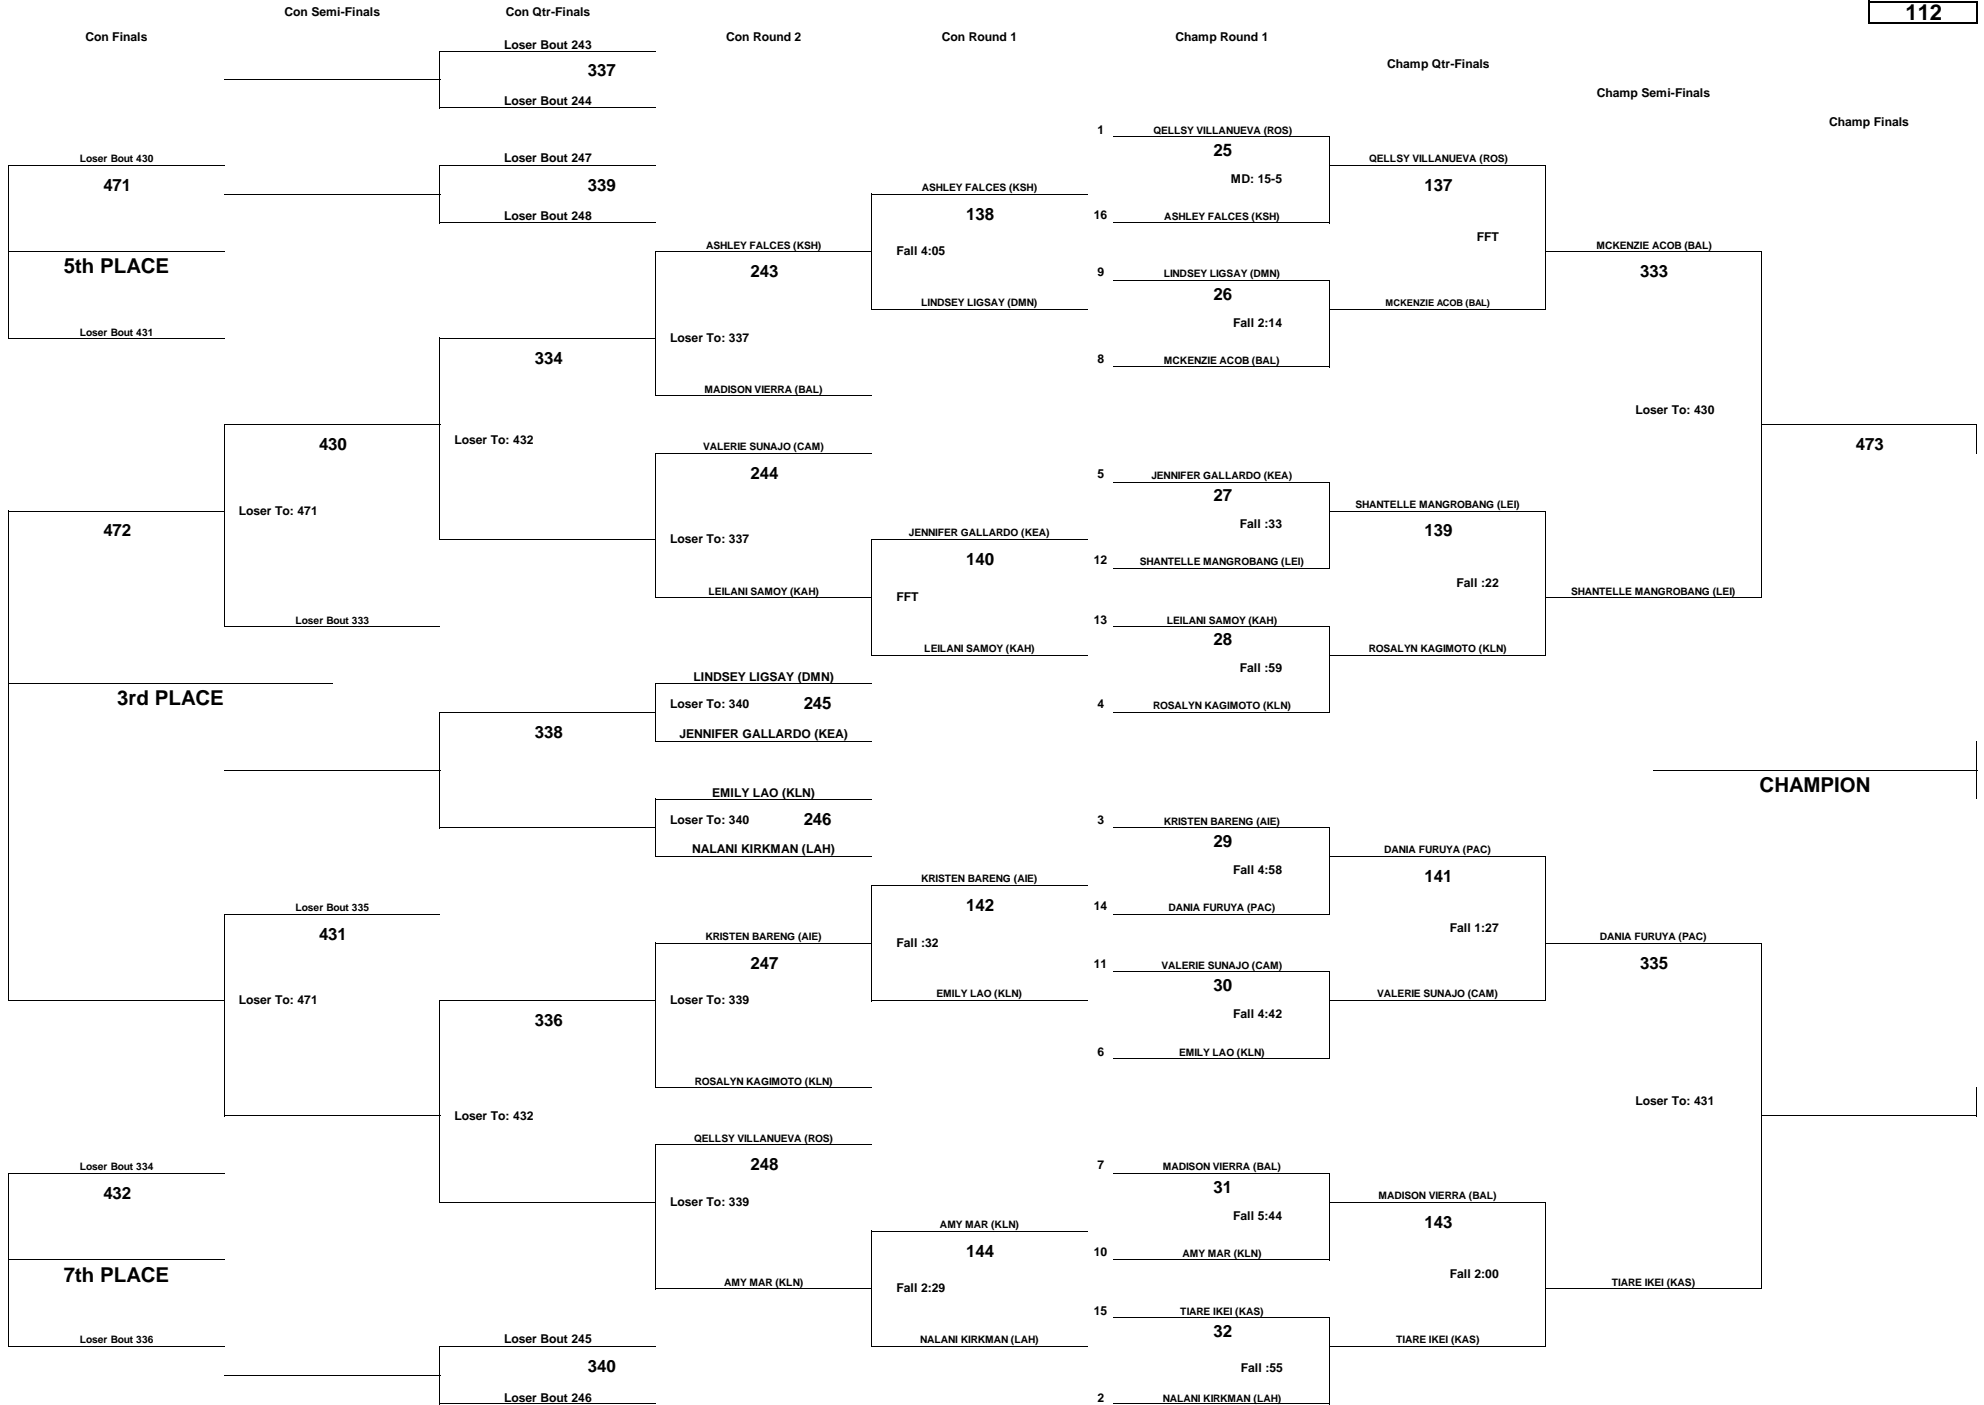 112
Con Semi-Finals
Con Qtr-Finals
Con Finals
Con Round 2
Con Round 1
Champ Round 1
Champ Qtr-Finals
Champ Semi-Finals
Champ Finals
Loser Bout 243
337
Loser Bout 244
Loser Bout 430
471
5th PLACE
Loser Bout 431
Loser Bout 247
339
Loser Bout 248
ASHLEY FALCES (KSH)
243
Loser To: 337
MADISON VIERRA (BAL)
ASHLEY FALCES (KSH)
138
Fall 4:05
LINDSEY LIGSAY (DMN)
1
QELLSY VILLANUEVA (ROS)
25
MD: 15-5
16
ASHLEY FALCES (KSH)
9
LINDSEY LIGSAY (DMN)
26
Fall 2:14
8
MCKENZIE ACOB (BAL)
QELLSY VILLANUEVA (ROS)
137
FFT
MCKENZIE ACOB (BAL)
MCKENZIE ACOB (BAL)
333
Loser To: 430
334
Loser To: 432
430
Loser To: 471
Loser Bout 333
472
3rd PLACE
VALERIE SUNAJO (CAM)
244
Loser To: 337
LEILANI SAMOY (KAH)
JENNIFER GALLARDO (KEA)
140
FFT
LEILANI SAMOY (KAH)
5
JENNIFER GALLARDO (KEA)
27
Fall :33
12
SHANTELLE MANGROBANG (LEI)
13
LEILANI SAMOY (KAH)
28
Fall :59
4
ROSALYN KAGIMOTO (KLN)
SHANTELLE MANGROBANG (LEI)
139
Fall :22
ROSALYN KAGIMOTO (KLN)
SHANTELLE MANGROBANG (LEI)
473
LINDSEY LIGSAY (DMN)
Loser To: 340 245
JENNIFER GALLARDO (KEA)
338
EMILY LAO (KLN)
Loser To: 340 246
NALANI KIRKMAN (LAH)
CHAMPION
Loser Bout 335
431
Loser To: 471
336
Loser To: 432
KRISTEN BARENG (AIE)
247
Loser To: 339
ROSALYN KAGIMOTO (KLN)
KRISTEN BARENG (AIE)
142
Fall :32
EMILY LAO (KLN)
3
KRISTEN BARENG (AIE)
29
Fall 4:58
14
DANIA FURUYA (PAC)
11
VALERIE SUNAJO (CAM)
30
Fall 4:42
6
EMILY LAO (KLN)
DANIA FURUYA (PAC)
141
Fall 1:27
VALERIE SUNAJO (CAM)
DANIA FURUYA (PAC)
335
Loser To: 431
QELLSY VILLANUEVA (ROS)
248
Loser To: 339
AMY MAR (KLN)
AMY MAR (KLN)
144
Fall 2:29
NALANI KIRKMAN (LAH)
7
MADISON VIERRA (BAL)
31
Fall 5:44
10
AMY MAR (KLN)
15
TIARE IKEI (KAS)
32
Fall :55
2
NALANI KIRKMAN (LAH)
MADISON VIERRA (BAL)
143
Fall 2:00
TIARE IKEI (KAS)
TIARE IKEI (KAS)
Loser Bout 334
432
7th PLACE
Loser Bout 336
Loser Bout 245
340
Loser Bout 246